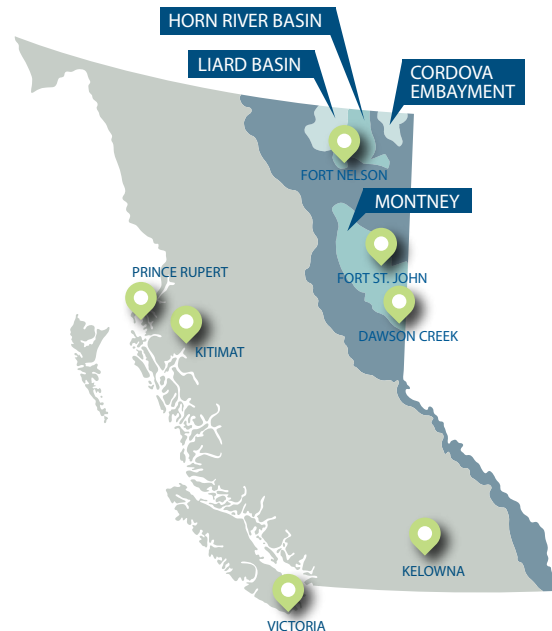 HORN RIVER BASIN
LIARD BASIN
CORDOVA
EMBAYMENT
FORT NELSON
MONTNEY
FORT ST. JOHN
PRINCE RUPERT
DAWSON CREEK
KITIMAT
KELOWNA
VICTORIA